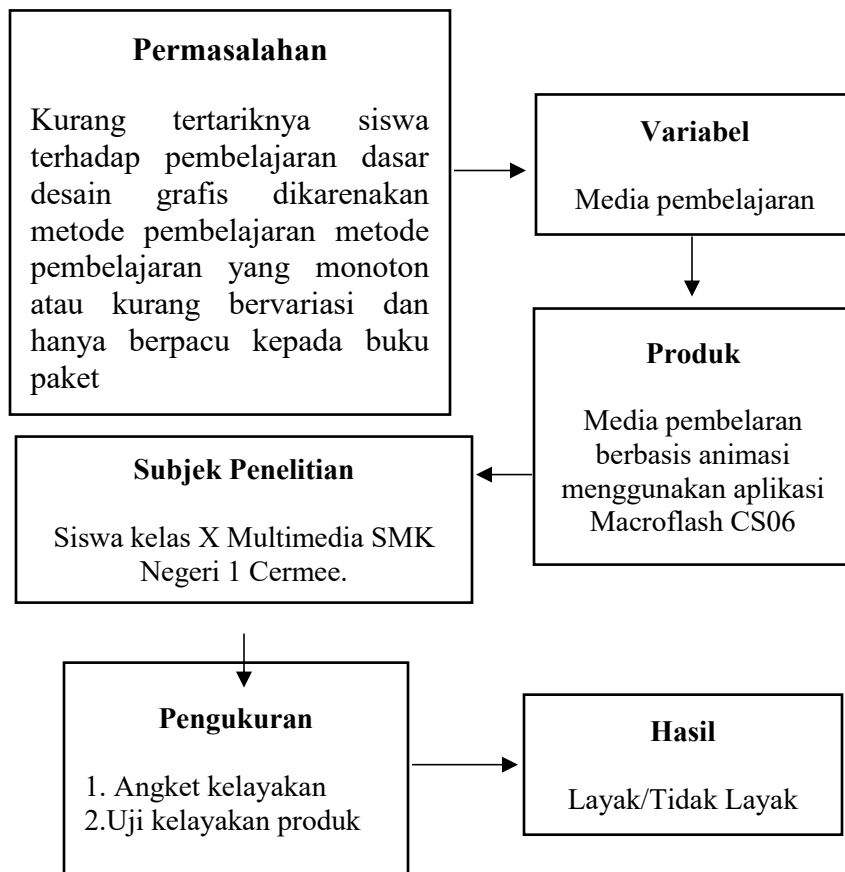 Permasalahan
Kurang tertariknya siswa
terhadap pembelajaran dasar
desain grafis dikarenakan
metode pembelajaran metode
pembelajaran yang monoton
atau kurang bervariasi dan
hanya berpacu kepada buku
paket
Variabel
Media pembelajaran
Produk
Media pembelaran
berbasis animasi
menggunakan aplikasi
Macroflash CS06
Subjek Penelitian
Siswa kelas X Multimedia SMK
Negeri 1 Cermee.
Pengukuran
1. Angket kelayakan
2.Uji kelayakan produk
Hasil
Layak/Tidak Layak